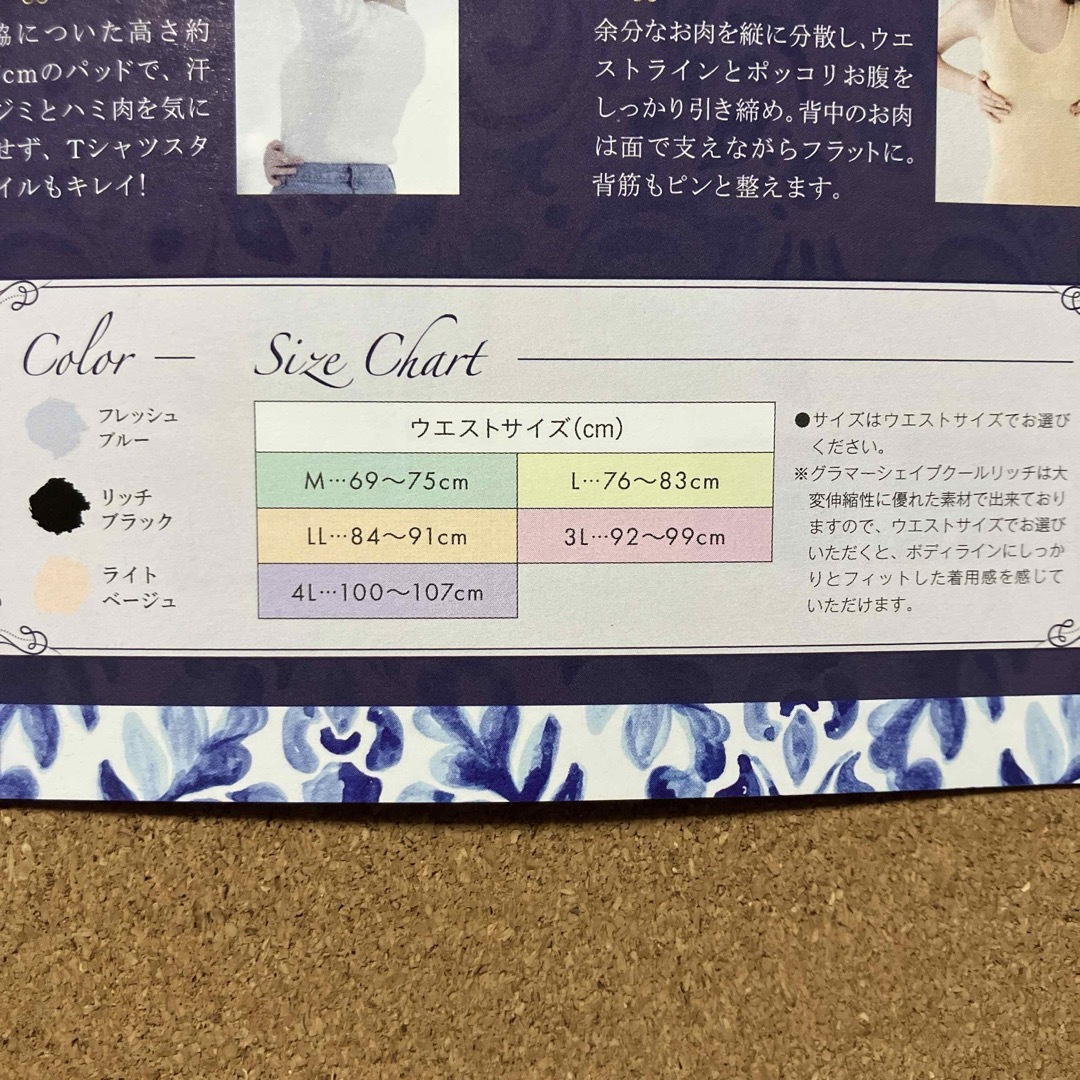 脇についた高さ約
cmのパッドで、汗
ジミとハミ肉を気に
せず、Tシャツスタ
イルもキレイ!
余分なお肉を縦に分散し、ウエ
ストラインとポッコリお腹を
しっかり引き締め。背中のお肉
は面で支えながらフラットに。
背筋もピンと整えます。
Color
フレッシュ
ブルー
リッチ
ブラック
ライト
ベージュ
Size Chart
ウエストサイズ(cm)
M…69〜75cm
L…76〜83cm
LL…84〜91cm
3L…92〜99cm
4L…100〜107cm
●サイズはウエストサイズでお選び
ください。
※グラマーシェイプクールリッチは大
変伸縮性に優れた素材で出来ており
ますので、ウエストサイズでお選び
いただくと、ボディラインにしっか
りとフィットした着用感を感じて
いただけます。